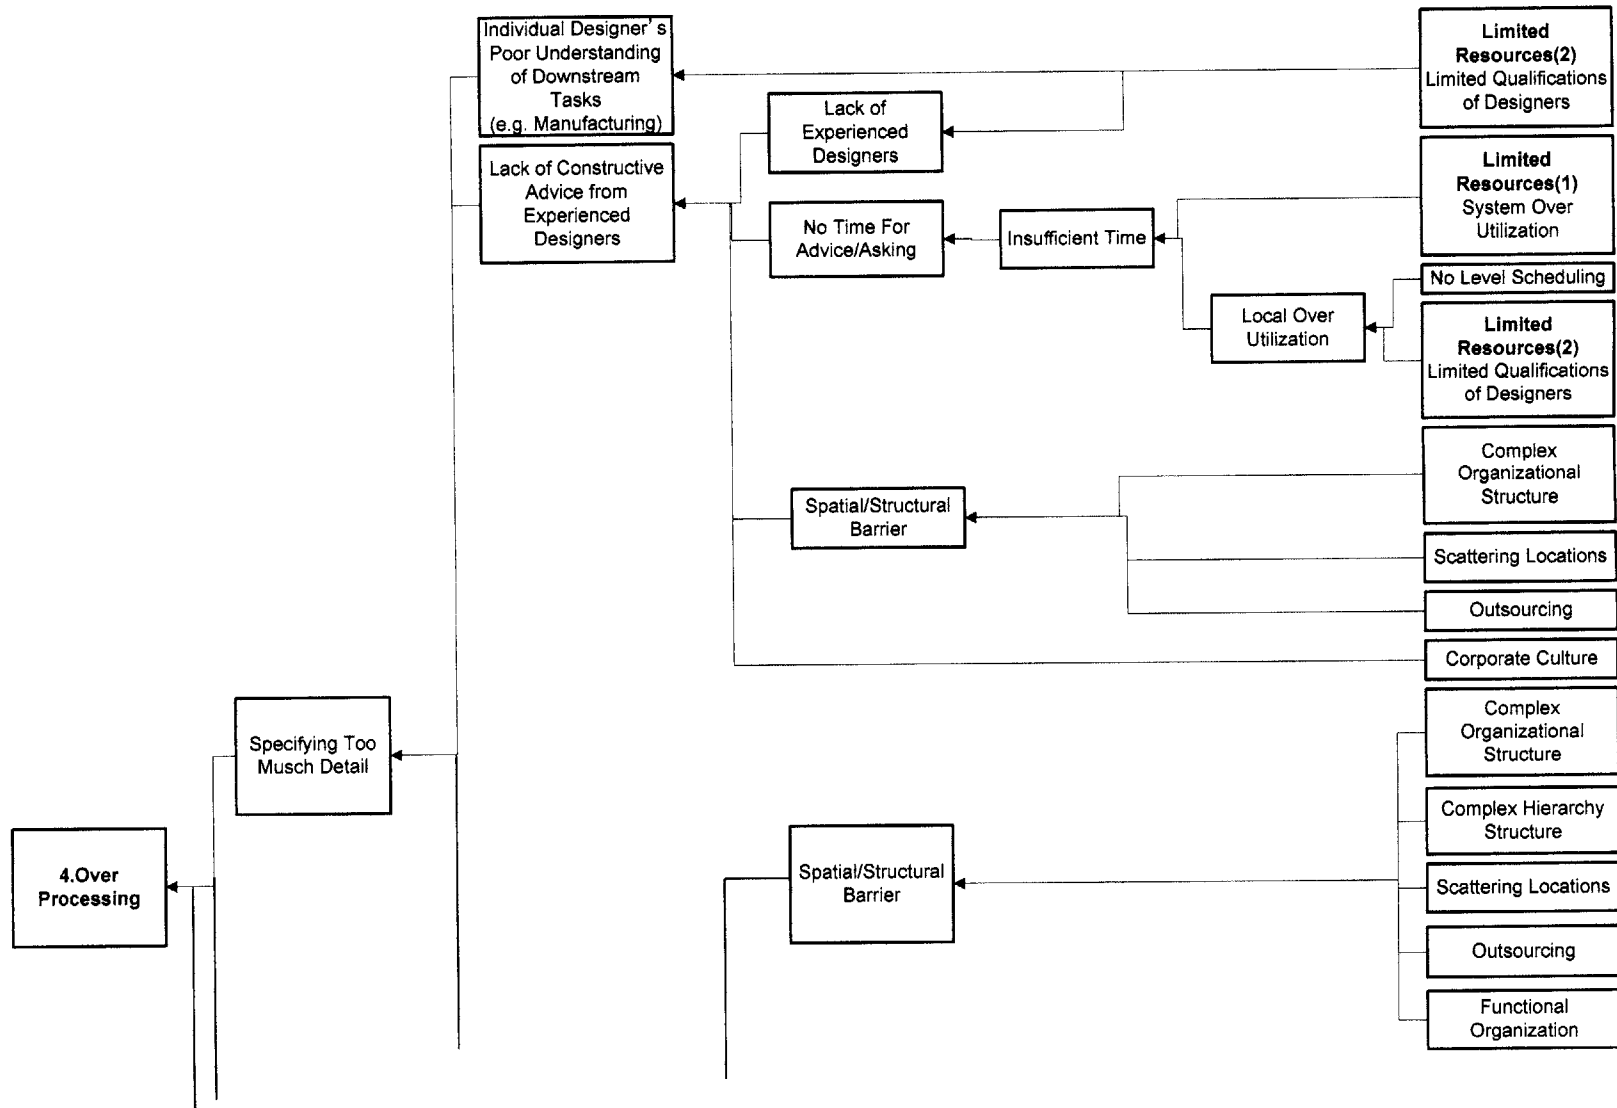 Individual Designer's
Poor Understanding
of Downstream
Tasks
(e.g. Manufacturing)
Limited
Resources(2)
Limited Qualifications
of Designers
Lack of
Experienced
Designers
Lack of Constructive
Advice from
Experienced
Designers
No Time For
Advice/Asking
Insufficient Time
Limited
Resources(1)
System Over
Utilization
No Level Scheduling
Local Over
Utilization
Limited
Resources(2)
Limited Qualifications
of Designers
Spatial/Structural
Barrier
Complex
Organizational
Structure
Scattering Locations
Outsourcing
Corporate Culture
Specifying Too
Musch Detail
Complex
Organizational
Structure
4.Over
Processing
Spatial/Structural
Barrier
Complex Hierarchy
Structure
Scattering Locations
Outsourcing
Functional
Organization